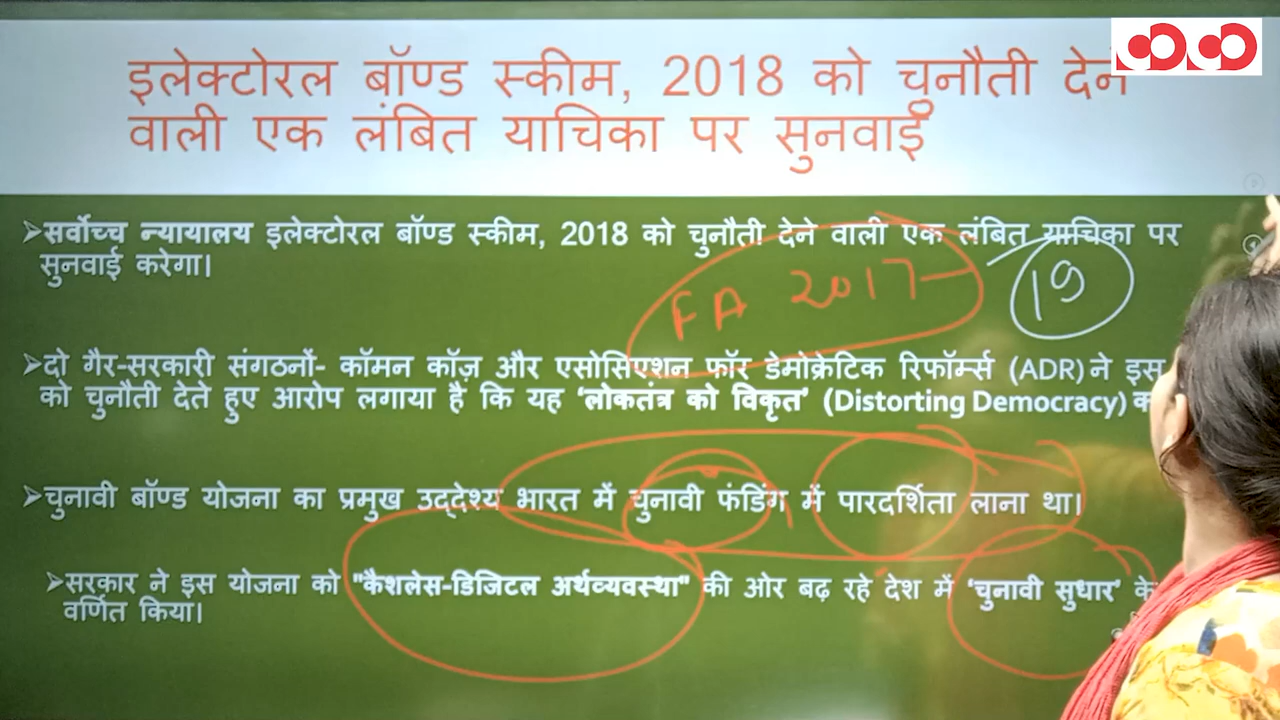 इलेक्टोरल बॉण्ड स्कीम, 2018 को चुनौती देने
वाली एक लंबित याचिका पर सुनवाई
➢सर्वोच्च न्यायालय इलेक्टोरल बॉण्ड स्कीम, 2018 को चुनौती देने वाली एक लंबित याचिका पर
सुनवाई करेगा।
FA 2017-
19
➢दो गैर-सरकारी संगठनों- कॉमन कॉज़ और एसोसिएशन फॉर डेमोक्रेटिक रिफॉर्म्स (ADR) ने इस
को चुनौती देते हुए आरोप लगाया है कि यह ‘लोकतंत्र को विकृत’ (Distorting Democracy)
➢चुनावी बॉण्ड योजना का प्रमुख उद्देश्य भारत में चुनावी फंडिंग में पारदर्शिता लाना था।
➢सरकार ने इस योजना को "कैशलेस-डिजिटल अर्थव्यवस्था" की ओर बढ़ रहे देश में ‘चुनावी सुधार’ के
वर्णित किया।